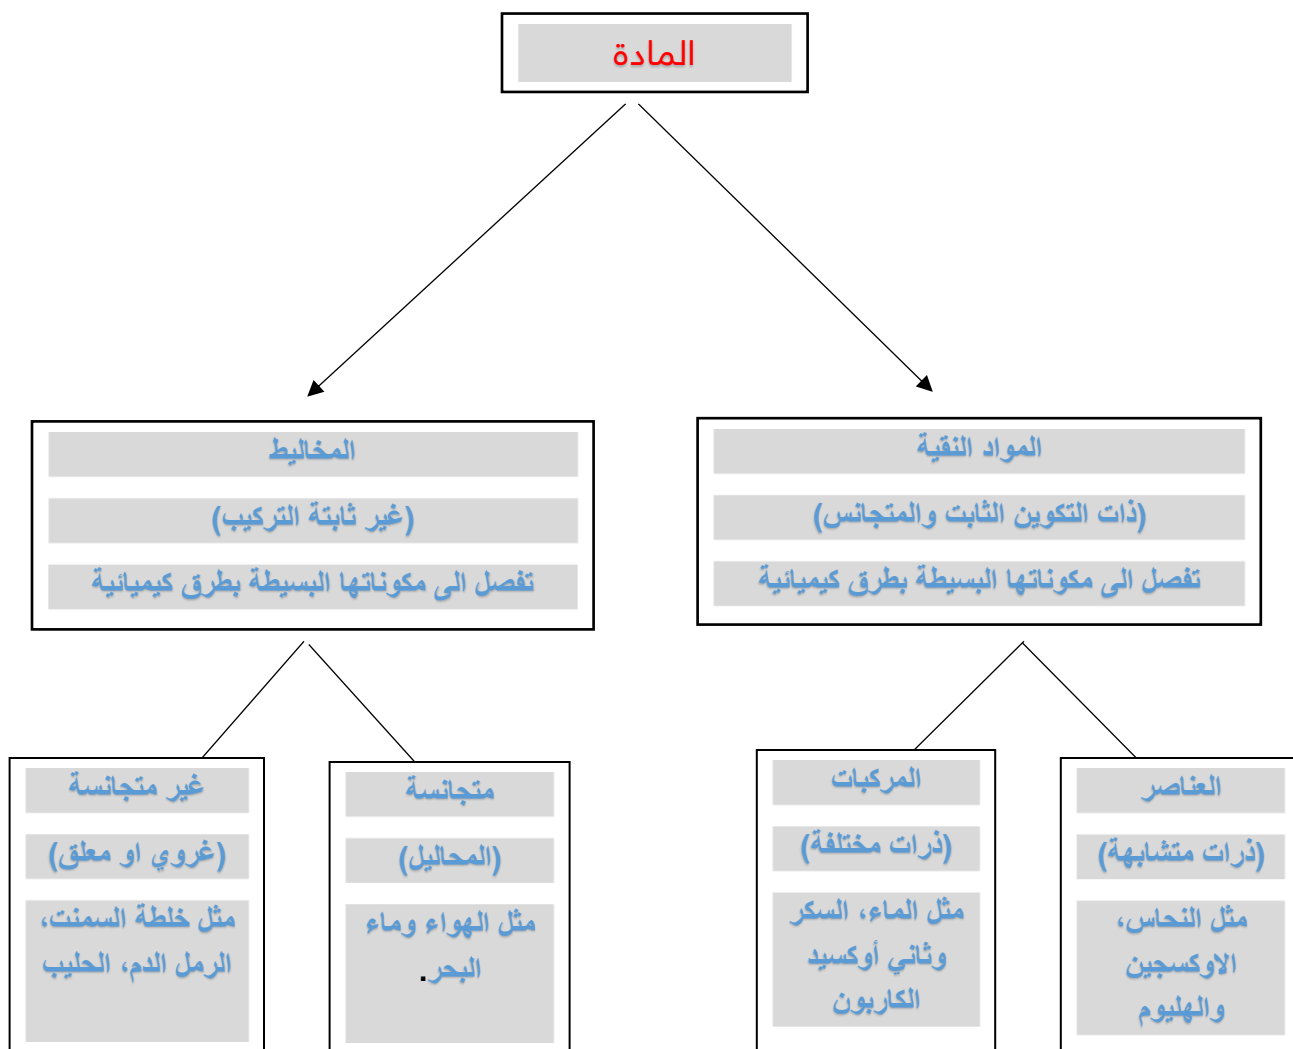 المادة
المواد النقية
(ذات التكوين الثابت والمتجانس)
تفصل الى مكوناتها البسيطة بطرق كيميائية
المخاليط
(غير ثابتة التركيب)
تفصل الى مكوناتها البسيطة بطرق كيميائية
العناصر
(ذرات متشابهة)
مثل النحاس،
الاوكسجين
والهليوم
المركبات
(ذرات مختلفة)
مثل الماء، السكر
وثاني أوكسيد
الكاربون
متجانسة
(المحاليل)
مثل الهواء وماء
البحر.
غير متجانسة
(غروي او معلق)
مثل خلطة السمنت،
الرمل الدم، الحليب